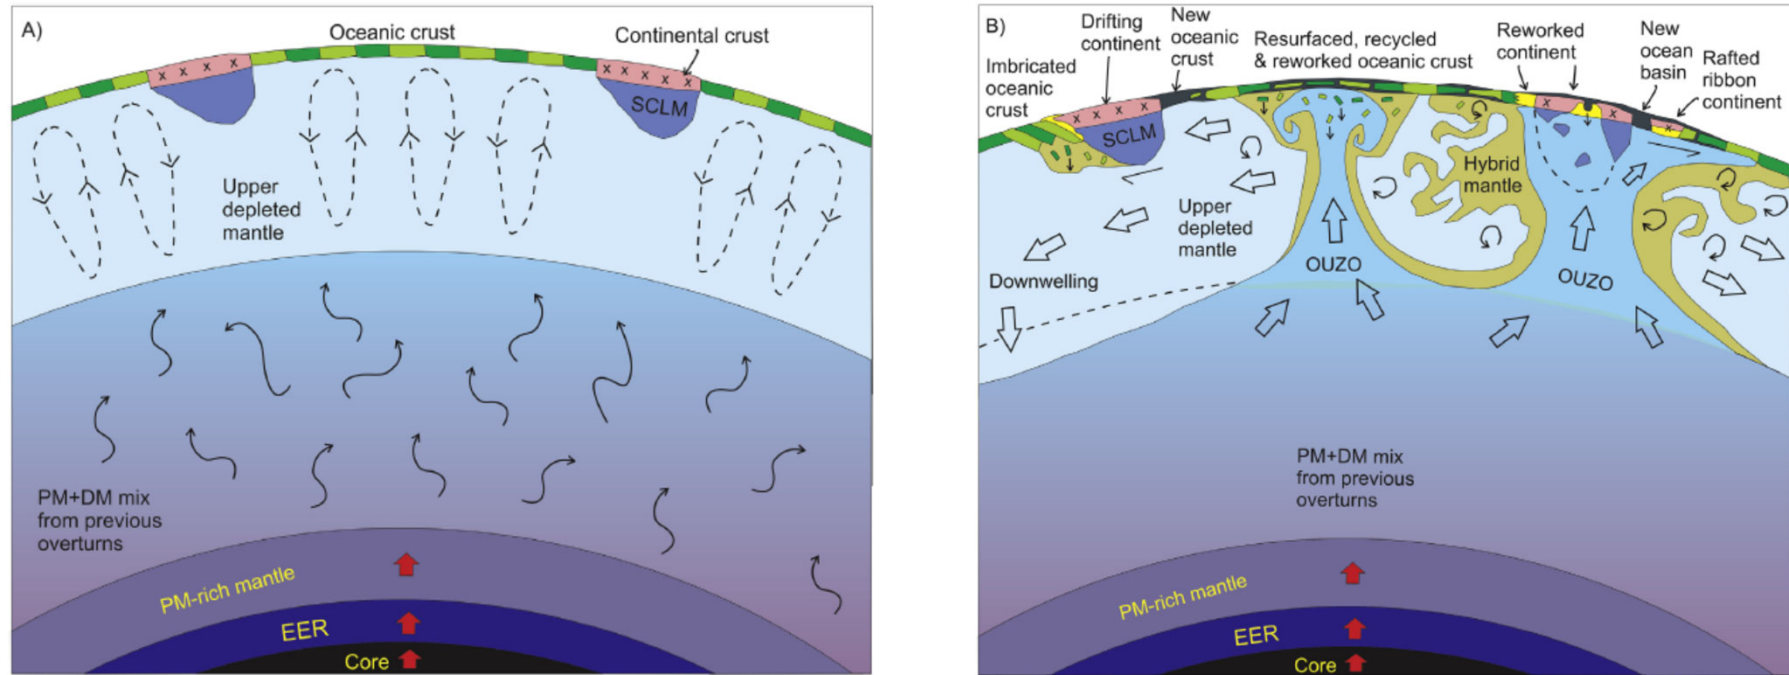 A)
Oceanic crust
Continental crust
SCLM
Upper
depleted
mantle
PM+DM mix
from previous
overturns
PM-rich mantle
EER
Core
B)
Imbricated
oceanic
crust
Drifting
continent
New
oceanic
crust
Resurfaced, recycled
& reworked oceanic crust
Reworked
continent
New
ocean
basin
Rafted
ribbon
continent
SCLM
Hybrid
mantle
Upper
depleted
mantle
Downwelling
OUZO
OUZO
PM+DM mix
from previous
overturns
PM-rich mantle
EER
Core
x x x x
x x x x x
x x x x
x
x
x